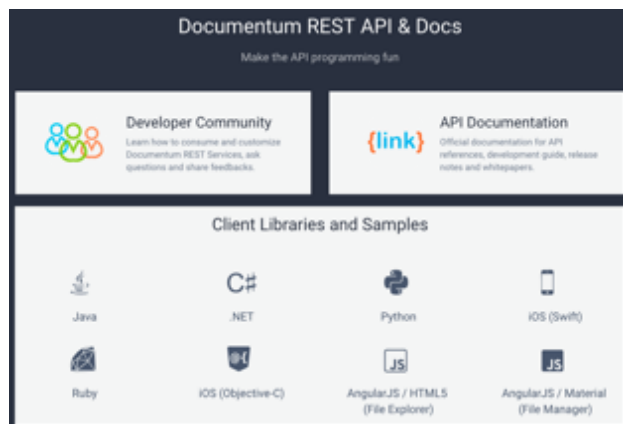 Documentum REST API & Docs
Make the API programming fun
Developer Community
Learn how to consume and customize
Documentum REST Services, ask
questions and share feedbacks.
{link}
API Documentation
Official documentation for API
references, development guide, release
notes and whitepapers.
Client Libraries and Samples
C#
Java
.NET
Python
iOS (Swift)
@{
JS
JS
Ruby
iOS (Objective-C)
AngularJS / HTML5
(File Explorer)
AngularJS / Material
(File Manager)